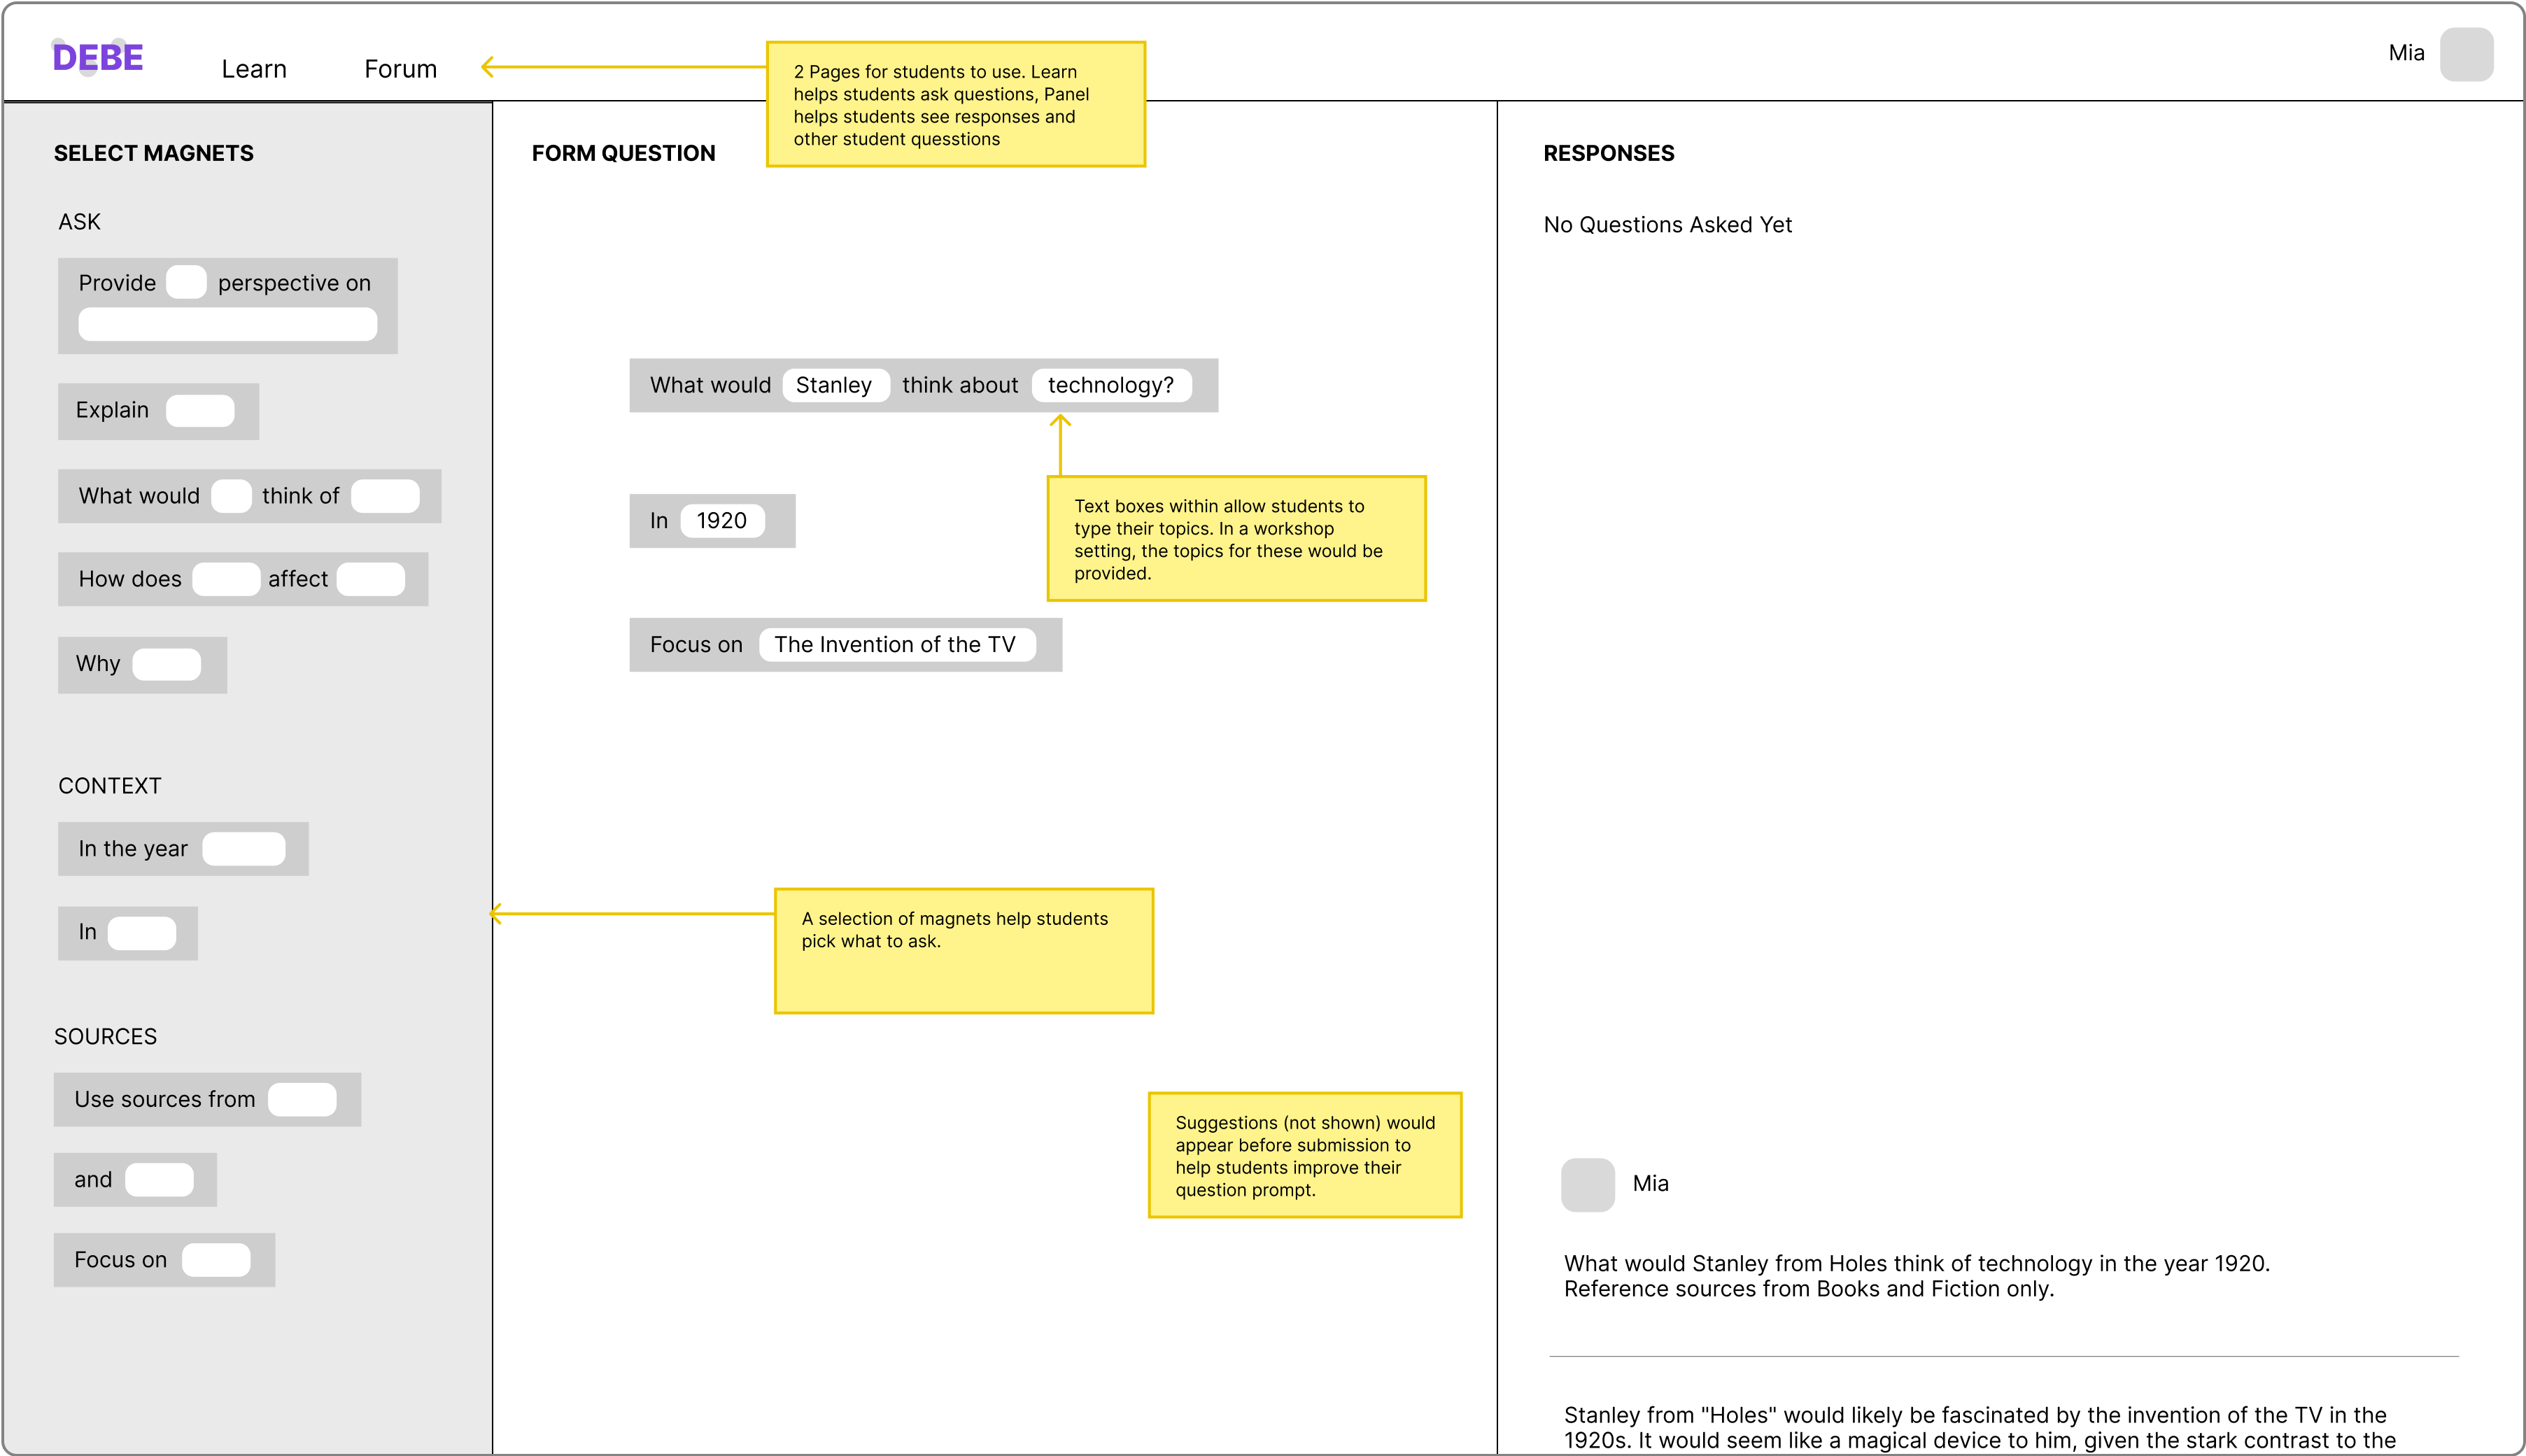 DEBE
Learn
Forum
2 Pages for students to use. Learn
helps students ask questions, Panel
helps students see responses and
other student quesstions
Mia
SELECT MAGNETS
ASK
Provide perspective on
Explain
What would think of
How does affect
Why
CONTEXT
In the year
In
SOURCES
Use sources from
and
Focus on
FORM QUESTION
What would Stanley think about technology?
In 1920
Text boxes within allow students to
type their topics. In a workshop
setting, the topics for these would be
provided.
Focus on The Invention of the TV
A selection of magnets help students
pick what to ask.
Suggestions (not shown) would
appear before submission to
help students improve their
question prompt.
RESPONSES
No Questions Asked Yet
Mia
What would Stanley from Holes think of technology in the year 1920.
Reference sources from Books and Fiction only.
Stanley from "Holes" would likely be fascinated by the invention of the TV in the
1920s. It would seem like a magical device to him, given the stark contrast to the